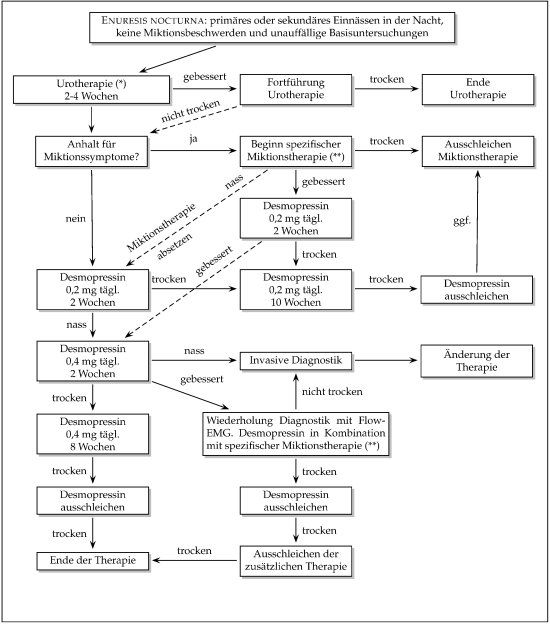 ENURESIS NOCTURNA: primäres oder sekundäres Einnässen in der Nacht,
keine Miktionsbeschwerden und unauffällige Basisuntersuchungen
Urotherapie (*)
2-4 Wochen
gebessert
Fortführung
Urotherapie
trocken
Ende
Urotherapie
nicht trocken
Anhalt für
Miktionssymptome?
ja
Beginn spezifischer
Miktionstherapie (**)
trocken
Ausschleichen
Miktionstherapie
nein
nass
Miktionstherapie
absetzen
gebessert
Desmopressin
0,2 mg tägl.
2 Wochen
ggf.
gebessert
trocken
Desmopressin
0,2 mg tägl.
2 Wochen
trocken
Desmopressin
0,2 mg tägl.
10 Wochen
trocken
Desmopressin
ausschleichen
nass
Desmopressin
0,4 mg tägl.
2 Wochen
nass
Invasive Diagnostik
Änderung der
Therapie
gebessert
nicht trocken
trocken
Desmopressin
0,4 mg tägl.
8 Wochen
Wiederholung Diagnostik mit Flow-
EMG. Desmopressin in Kombination
mit spezifischer Miktionstherapie (**)
trocken
trocken
Desmopressin
ausschleichen
Desmopressin
ausschleichen
trocken
trocken
Ende der Therapie
trocken
Ausschleichen der
zusätzlichen Therapie